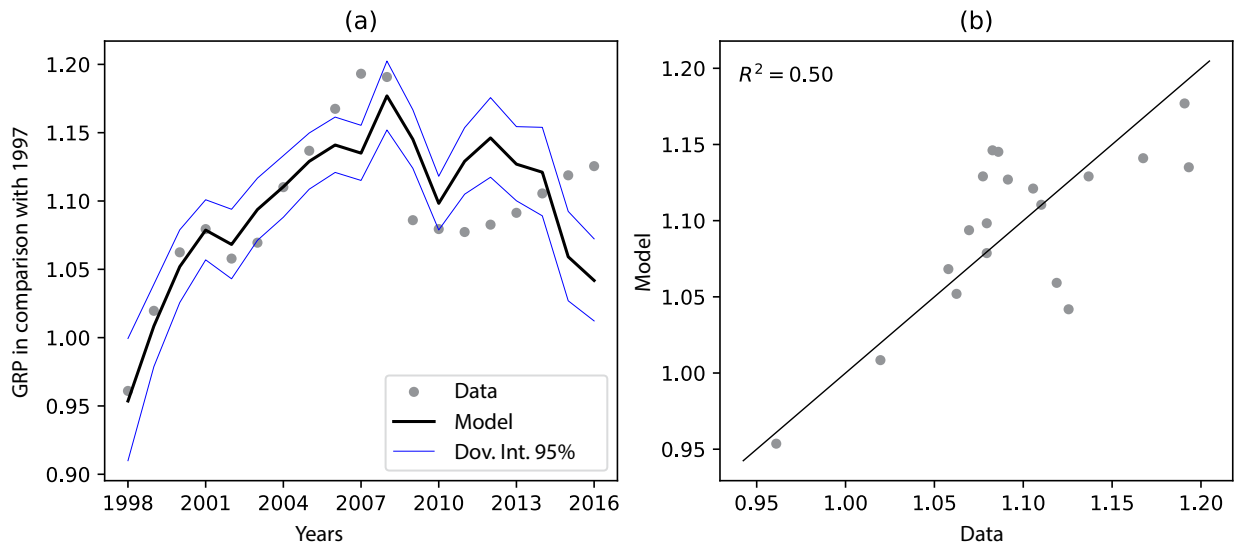 (a)
GRP in comparison with 1997
1.20
1.15
1.10
1.05
1.00
0.95
0.90
1998 2001 2004 2007 2010 2013 2016
Years
Data
Model
Dov. Int. 95%
(b)
R² = 0.50
Model
1.20
1.15
1.10
1.05
1.00
0.95
0.95 1.00 1.05 1.10 1.15 1.20
Data